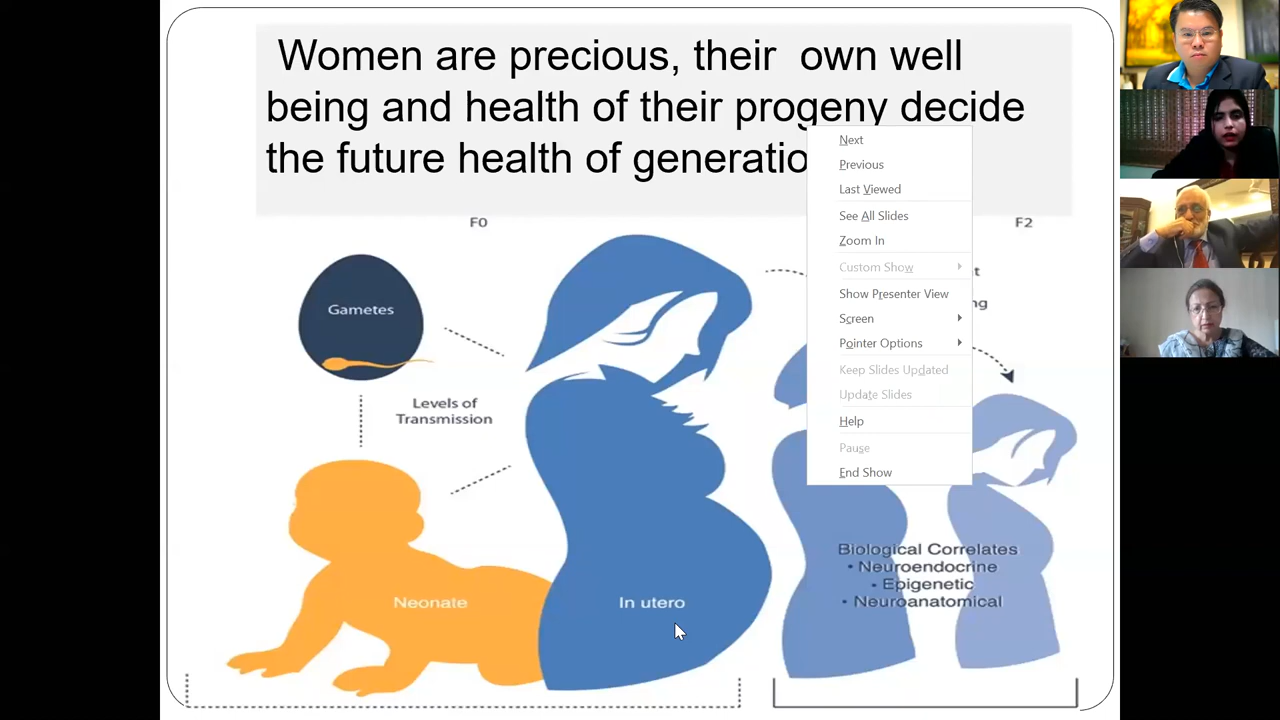 Women are precious, their own well
being and health of their progeny decide
the future health of
F0
F2
Gametes
Levels of
Transmission
Neonate
In utero
Next
Previous
Last Viewed
See All Slides
Zoom In
Custom Show
Show Presenter View
Screen
Pointer Options
Keep Slides Updated
Update Slides
Help
Pause
End Show
Biological Correlates
• Neuroendocrine
• Epigenetic
• Neuroanatomical